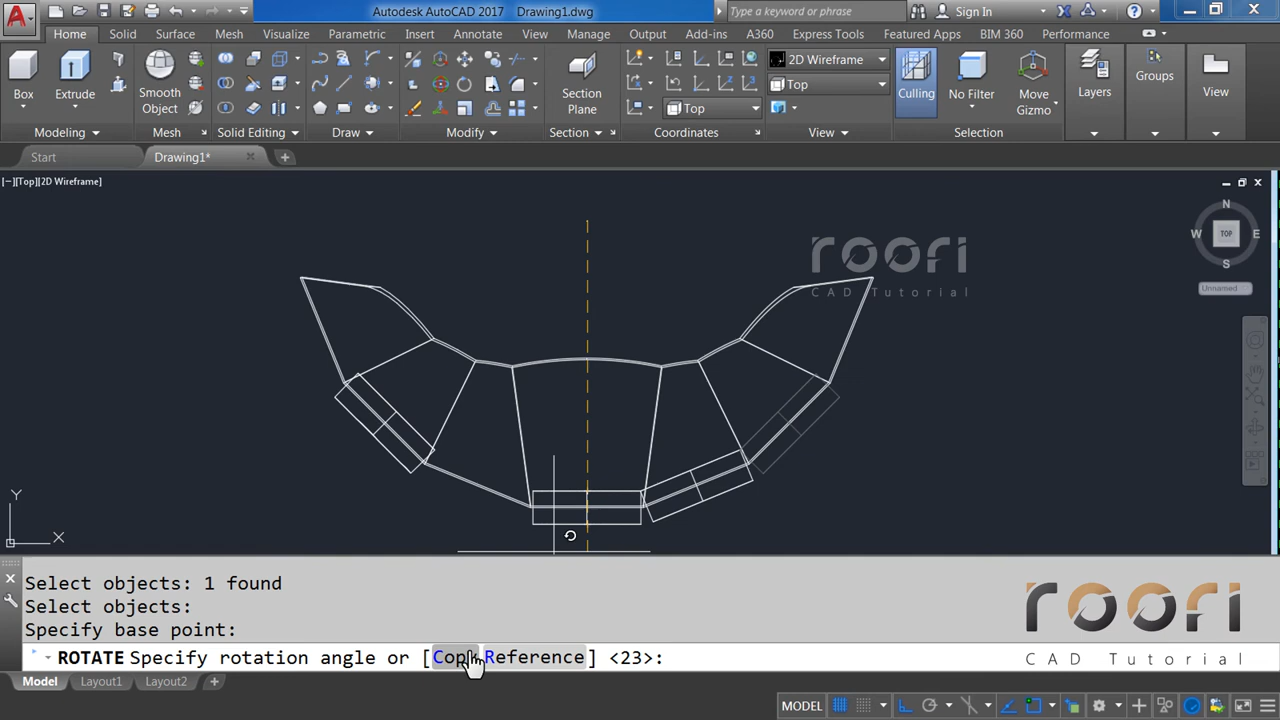 Autodesk AutoCAD 2017 Drawing1.dwg
Type a keyword or phrase
Sign In
Home Solid Surface Mesh Visualize Parametric Insert Annotate View Manage Output Add-ins A360 Express Tools Featured Apps BIM 360 Performance
Box
Extrude
Smooth
Object
Section
Plane
2D Wireframe
Top
Top
Culling
No Filter
Move
Gizmo
Layers
Groups
View
Modeling
Mesh
Solid Editing
Draw
Modify
Section
Coordinates
View
Selection
Start
Drawing1*
[−][Top][2D Wireframe]
N
W
TOP
E
S
Unnamed
roofi
CAD Tutorial
Y
X
Select objects: 1 found
Select objects:
Specify base point:
ROTATE Specify rotation angle or [Copy Reference] <23>:
roofi
CAD Tutorial
Model
Layout1
Layout2
MODEL